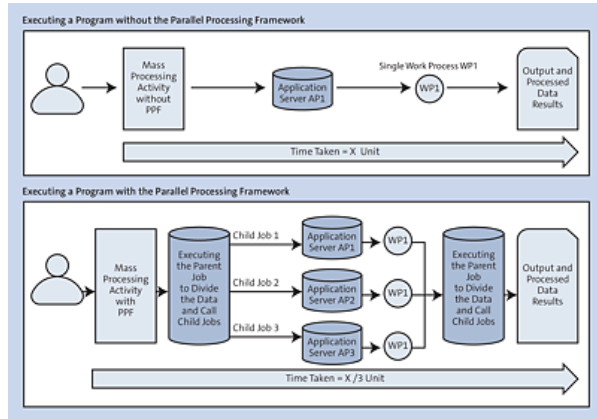 Executing a Program without the Parallel Processing Framework
Mass
Processing
Activity
without
PPF
Application
Server AP1
Single Work Process WP1
WP1
Output and
Processed
Data
Results
Time Taken = X Unit
Executing a Program with the Parallel Processing Framework
Mass
Processing
Activity
with
PPF
Executing
the Parent
Job
to Divide
the Data
and Call
Child Jobs
Child Job 1
Application
Server AP1
WP1
Child Job 2
Application
Server AP2
WP1
Child Job 3
Application
Server AP3
WP1
Executing
the Parent
Job
to Divide
the Data
and Call
Child Jobs
Output and
Processed
Data
Results
Time Taken = X /3 Unit